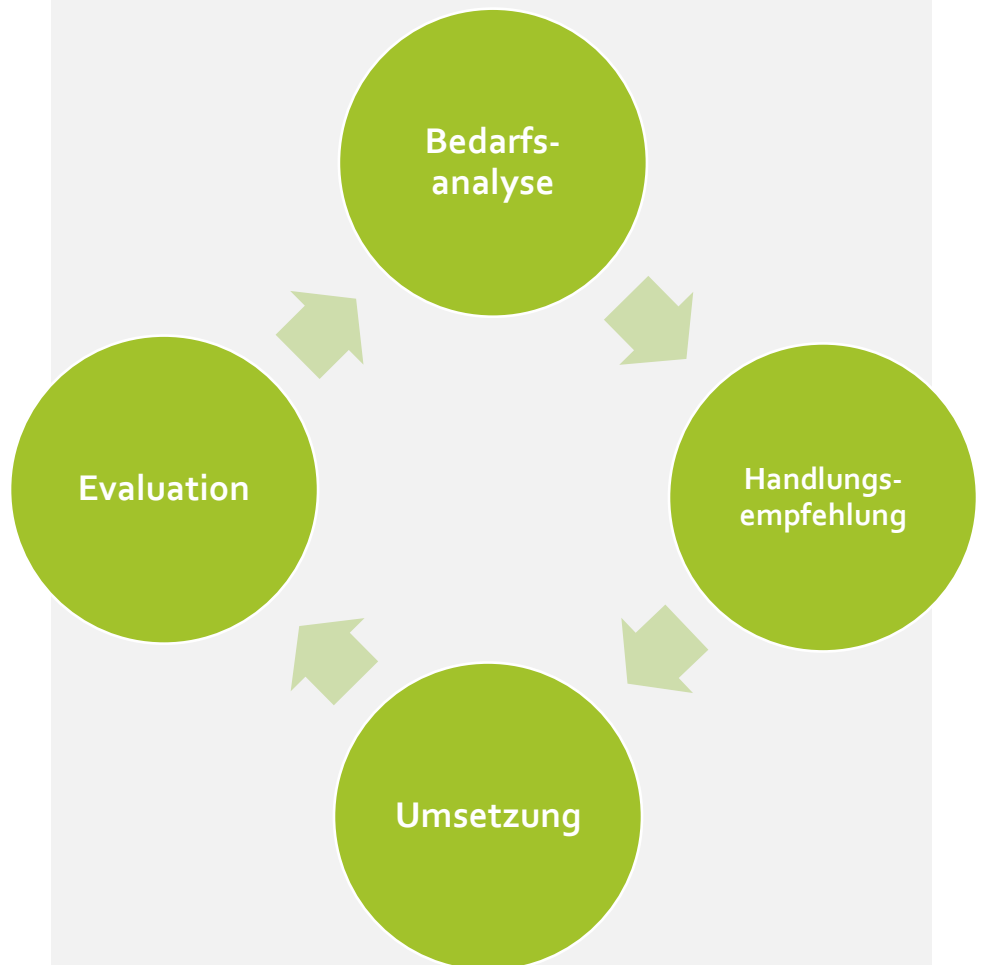 Bedarfs-
analyse
Handlungs-
empfehlung
Umsetzung
Evaluation